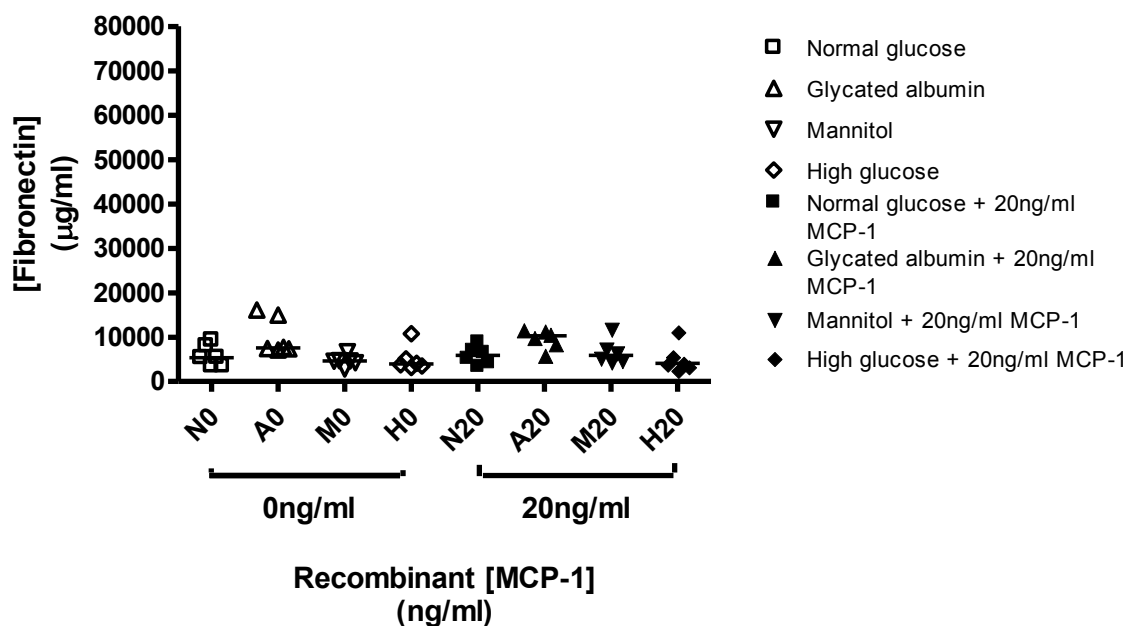 80000
70000
60000
50000
40000
30000
20000
10000
0
[Fibronectin]
(µg/ml)
N0
A0
M0
H0
N20
A20
M20
H20
0ng/ml
20ng/ml
Recombinant [MCP-1]
(ng/ml)
Normal glucose
Glycated albumin
Mannitol
High glucose
Normal glucose + 20ng/ml
MCP-1
Glycated albumin + 20ng/ml
MCP-1
Mannitol + 20ng/ml MCP-1
High glucose + 20ng/ml MCP-1